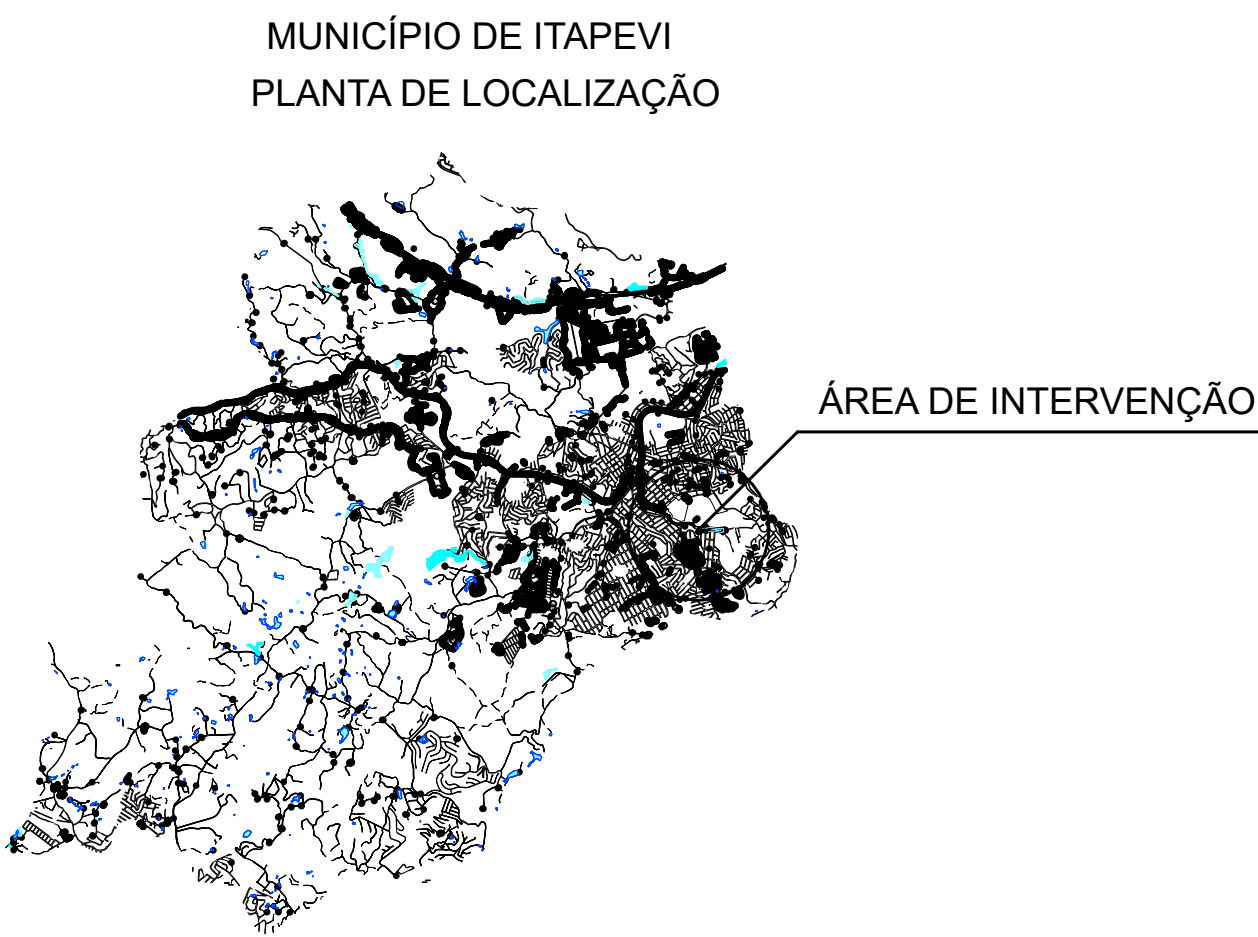 MUNICÍPIO DE ITAPEVI
PLANTA DE LOCALIZAÇÃO
ÁREA DE INTERVENÇÃO